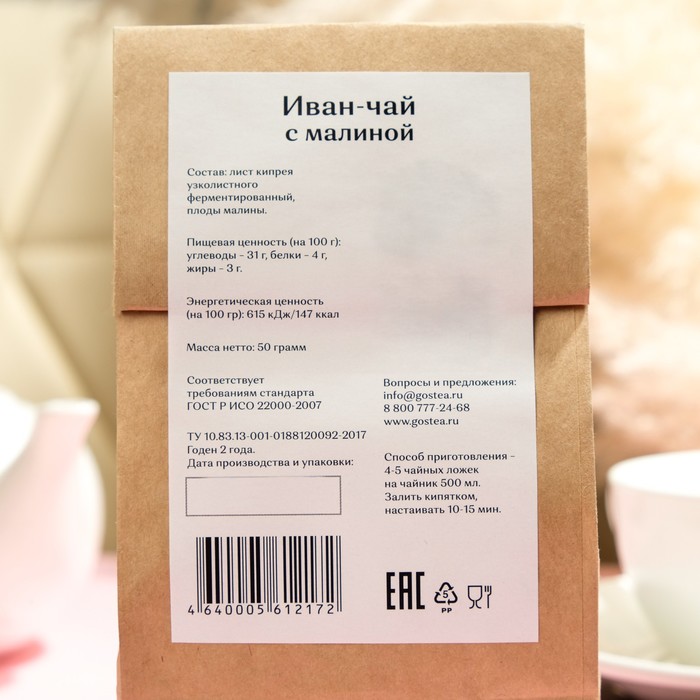 Иван-чай
с малиной
Состав: лист кипрея
узколистного
ферментированный,
плоды малины.
Пищевая ценность (на 100 г):
углеводы – 31 г, белки – 4 г,
жиры – 3 г.
Энергетическая ценность
(на 100 гр): 615 кДж/147 ккал
Масса нетто: 50 грамм
Соответствует
требованиям стандарта
ГОСТ Р ИСО 22000-2007
ТУ 10.83.13-001-0188120092-2017
Годен 2 года.
Дата производства и упаковки:
4 640005 612172
Вопросы и предложения:
info@gostea.ru
8 800 777-24-68
www.gostea.ru
Способ приготовления –
4-5 чайных ложек
на чайник 500 мл.
Залить кипятком,
настаивать 10-15 мин.
EAC
5
PP